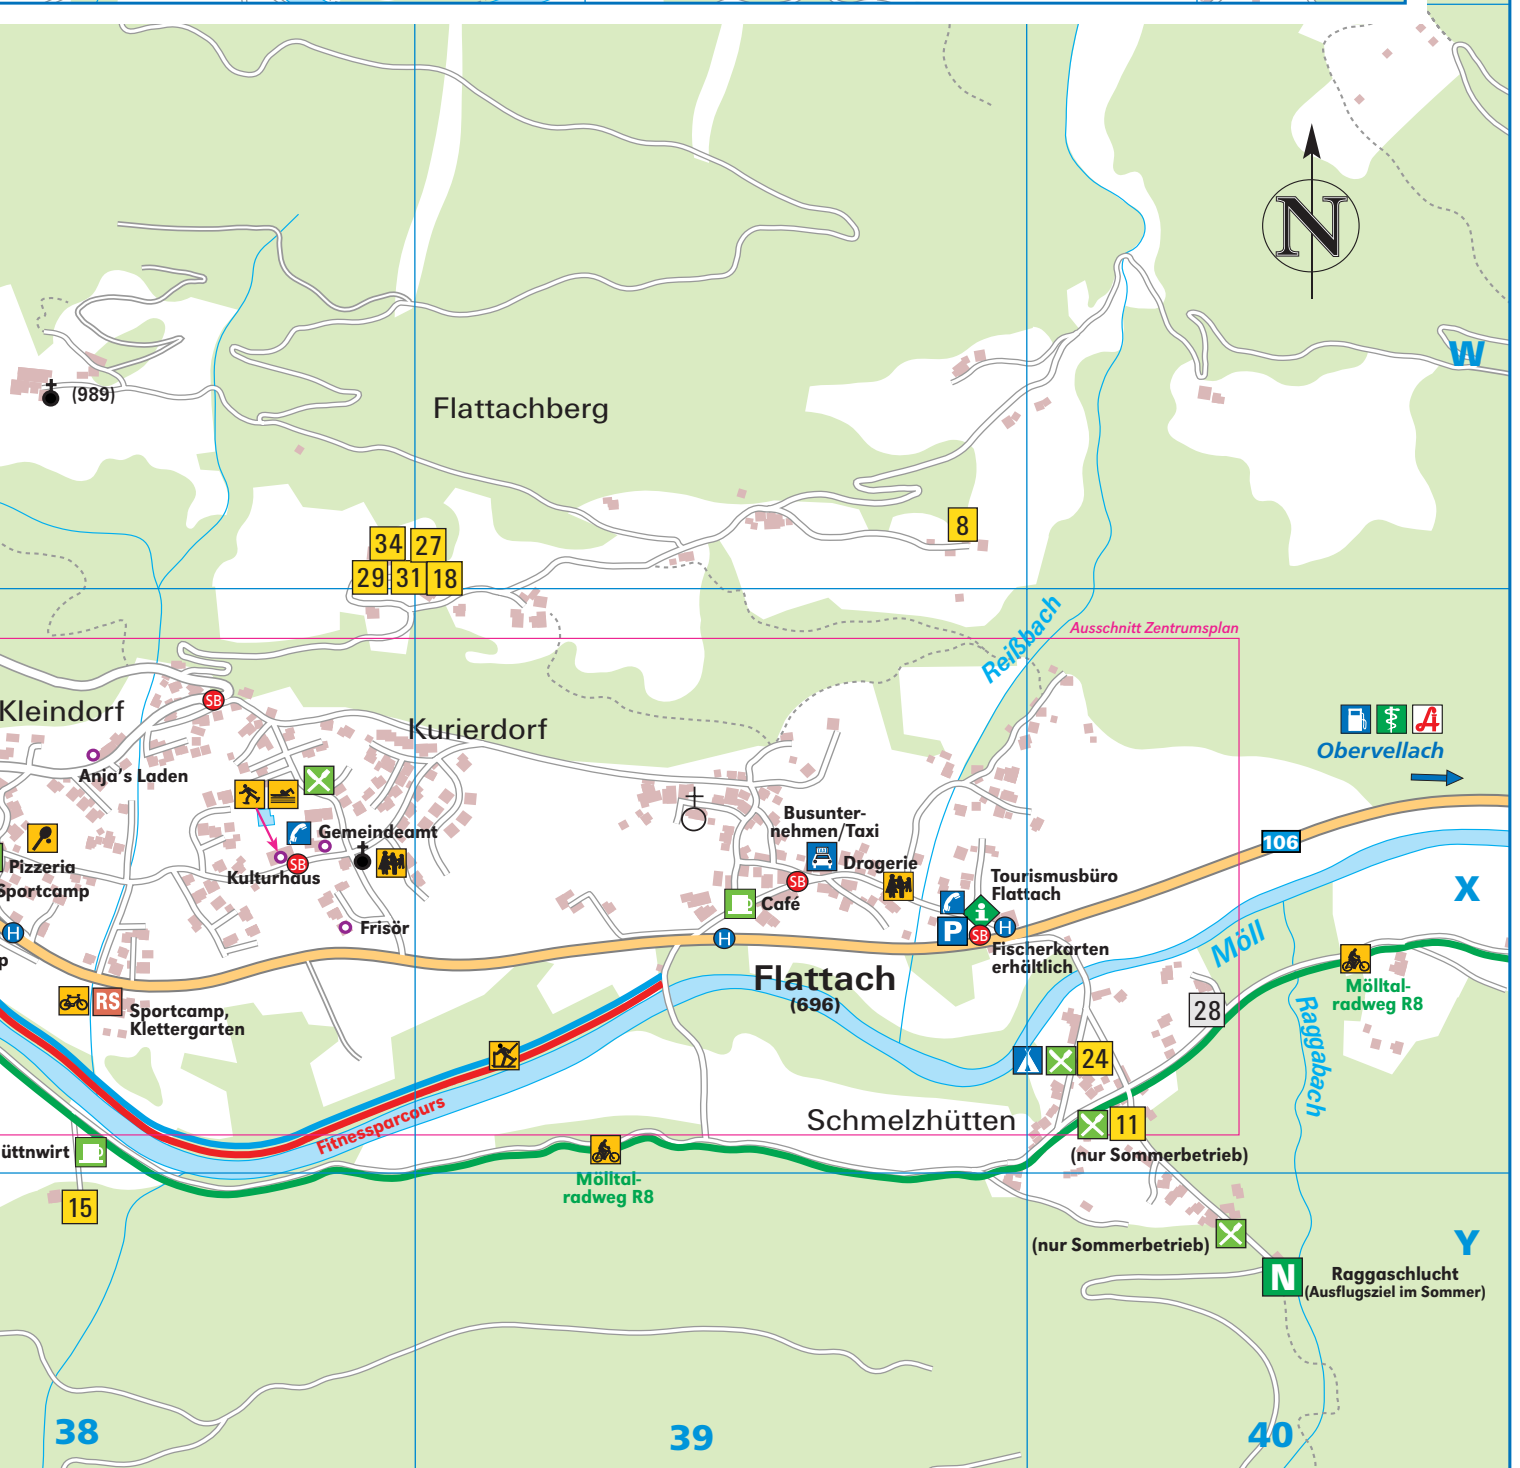 N
W
(989)
Flattachberg
8
34
27
29
31
18
Reißbach
Ausschnitt Zentrumsplan
SB
Kleindorf
Kurierdorf
Obervellach
Anja's Laden
Busunter-
nehmen/Taxi
TAXI
Gemeindeamt
106
Pizzeria
Sportcamp
SB
Kulturhaus
Drogerie
SB
Tourismusbüro
Flattach
X
Café
i
Frisör
H
H
P
SB
H
Fischerkarten
erhältlich
Möll
p
Flattach
(696)
Mölltal-
radweg R8
RS
Sportcamp,
Klettergarten
28
Raggabach
24
Fitnessparcours
Schmelzhütten
11
(nur Sommerbetrieb)
üttnwirt
Mölltal-
radweg R8
15
(nur Sommerbetrieb)
Y
N
Raggaschlucht
(Ausflugsziel im Sommer)
38
39
40